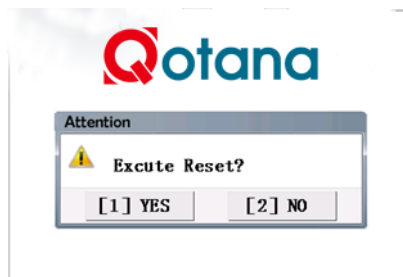 Qotana
Attention
Excute Reset?
[1] YES [2] NO